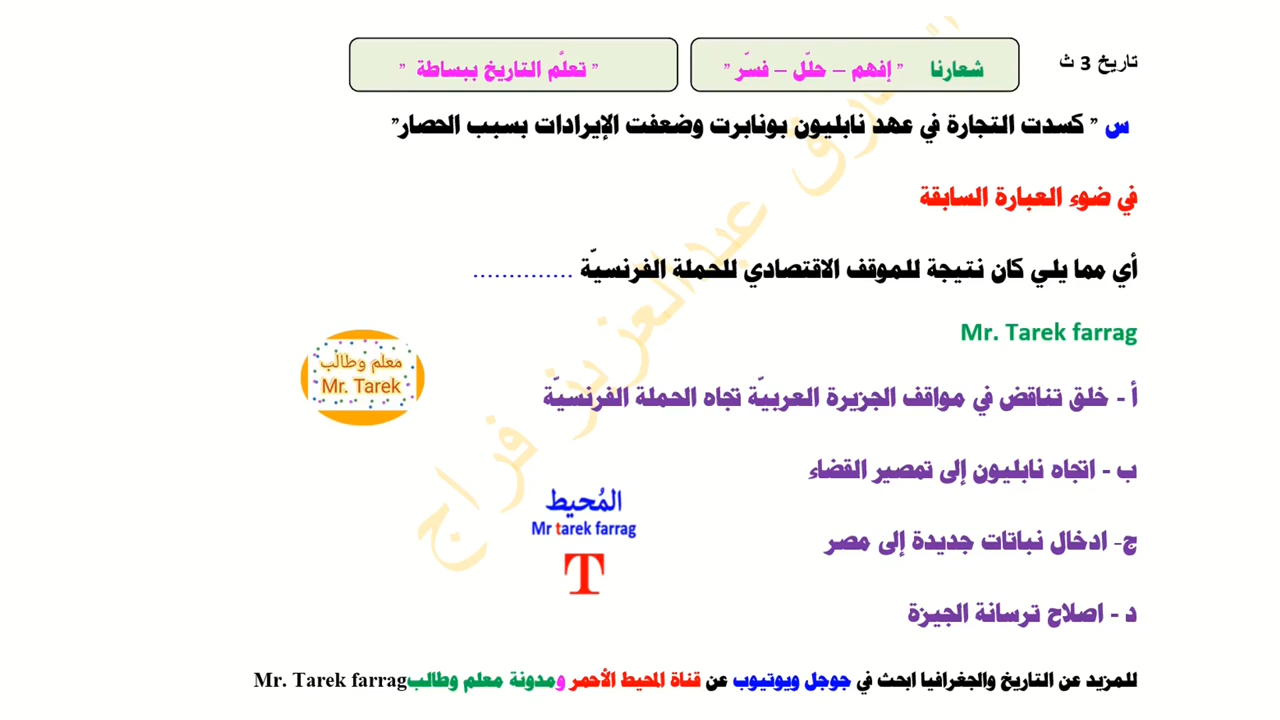 تاريخ 3 ث
شعارنا " إفهم – حلّل – فسّر "
" تعلَّم التاريخ ببساطة "
س " كسدت التجارة في عهد نابليون بونابرت وضعفت الإيرادات بسبب الحصار"
في ضوء العبارة السابقة
أي مما يلي كان نتيجة للموقف الاقتصادي للحملة الفرنسيّة ..............
Mr. Tarek farrag
معلم وطالب
Mr. Tarek
أ - خلق تناقض في مواقف الجزيرة العربيّة تجاه الحملة الفرنسيّة
ب - اتجاه نابليون إلى تمصير القضاء
المُحيط
Mr tarek farrag
T
ج- ادخال نباتات جديدة إلى مصر
د - اصلاح ترسانة الجيزة
للمزيد عن التاريخ والجغرافيا ابحث في جوجل ويوتيوب عن قناة المحيط الأحمر ومدونة معلم وطالب Mr. Tarek farrag
طارق عبدالعزيز فراج